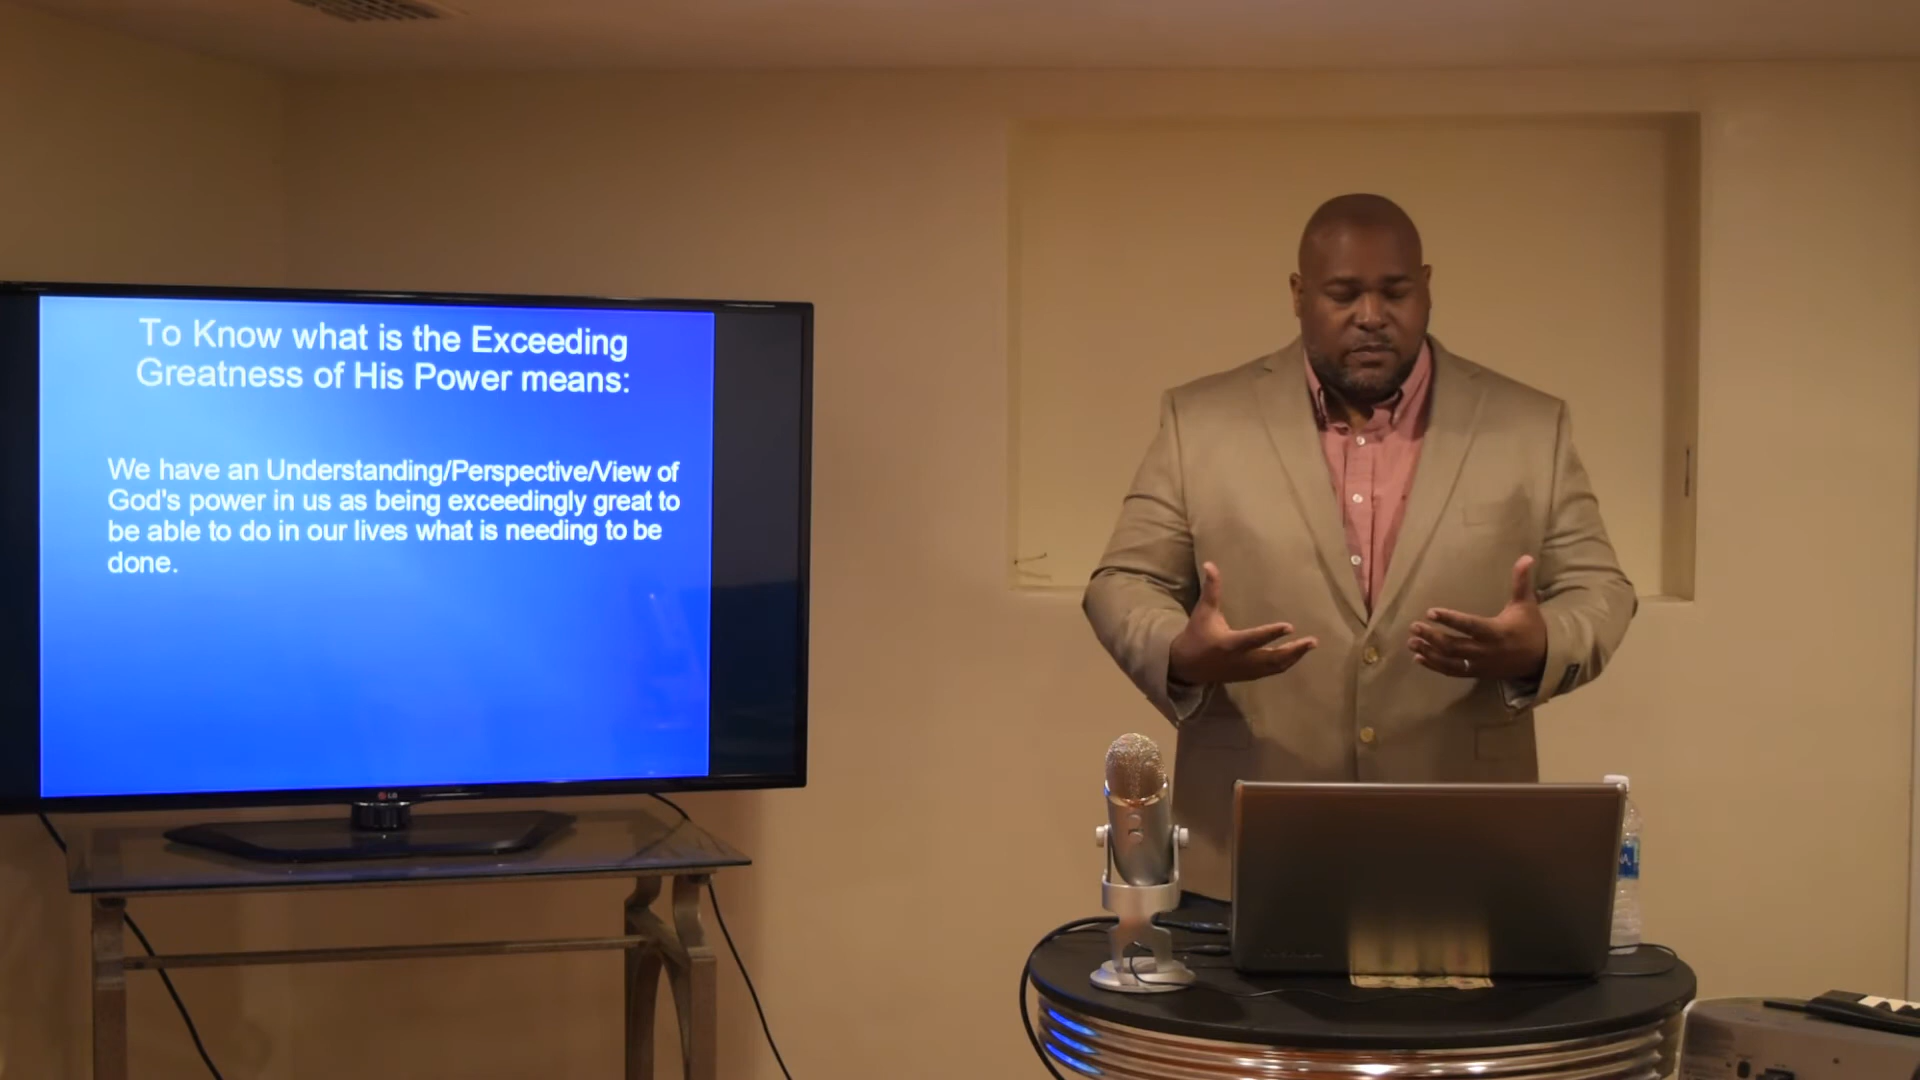 To Know what is the Exceeding
Greatness of His Power means:
We have an Understanding/Perspective/View of
God's power in us as being exceedingly great to
be able to do in our lives what is needing to be
done.
LG